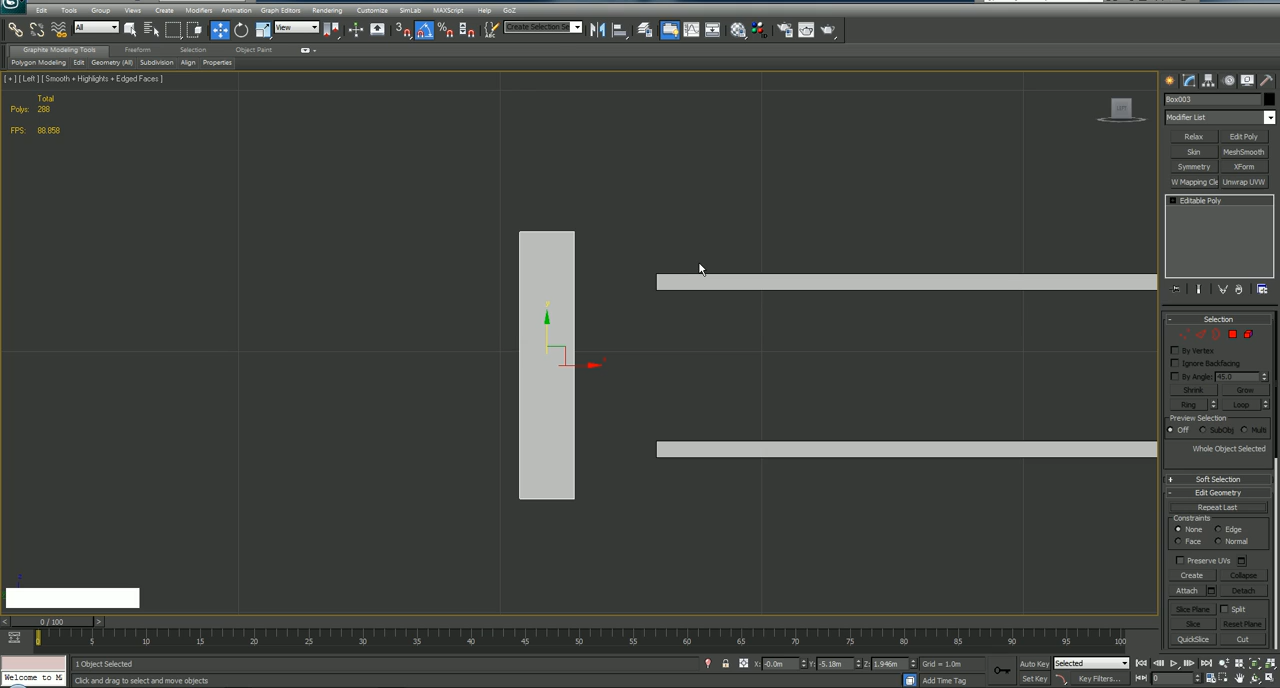 Edit Tools Group Views Create Modifiers Animation Graph Editors Rendering Customize SimLab MAXScript Help GoZ
All View Create Selection Se
Graphite Modeling Tools Freeform Selection Object Paint
Polygon Modeling Edit Geometry (All) Subdivision Loops Align Properties
[ + ] [ Left ] [ Smooth + Highlights + Edged Faces ]
Total
Polys: 288
FPS: 88.858
LEFT
Box003
Modifier List
Relax Edit Poly
Skin MeshSmooth
Symmetry XForm
W Mapping Cle Unwrap UVW
Editable Poly
Selection
By Vertex
Ignore Backfacing
By Angle: 45.0
Shrink Grow
Ring Loop
Preview Selection
Off SubObj Multi
Whole Object Selected
Soft Selection
Edit Geometry
Repeat Last
Constraints
None Edge
Face Normal
Preserve UVs
Create Collapse
Attach Detach
Slice Plane Split
Slice Reset Plane
QuickSlice Cut
0 / 100
0 5 10 15 20 25 30 35 40 45 50 55 60 65 70 75 80 85 90 95 100
1 Object Selected X: -0.0m Y: -5.18m Z: 1.946m Grid = 1.0m Auto Key Selected
Welcome to M Click and drag to select and move objects Add Time Tag Set Key Key Filters... 0